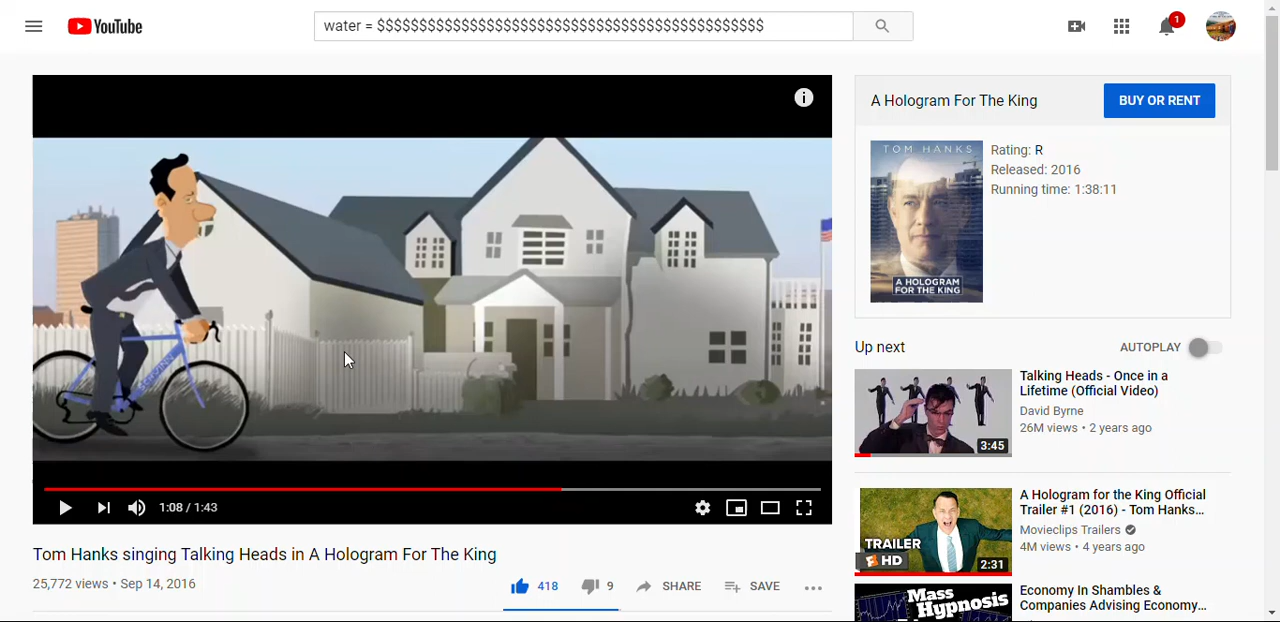 YouTube
water = $$$$$$$$$$$$$$$$$$$$$$$$$$$$$$$$$$$$$$$$$$$$$$$
1
A Hologram For The King
BUY OR RENT
TOM HANKS
A HOLOGRAM
FOR THE KING
Rating: R
Released: 2016
Running time: 1:38:11
1:08 / 1:43
Tom Hanks singing Talking Heads in A Hologram For The King
25,772 views • Sep 14, 2016
418
9
SHARE
SAVE
Up next
AUTOPLAY
3:45
Talking Heads - Once in a
Lifetime (Official Video)
David Byrne
26M views • 2 years ago
TRAILER
HD
2:31
A Hologram for the King Official
Trailer #1 (2016) - Tom Hanks...
Movieclips Trailers
4M views • 4 years ago
Mass
Hypnosis
Economy In Shambles &
Companies Advising Economy...